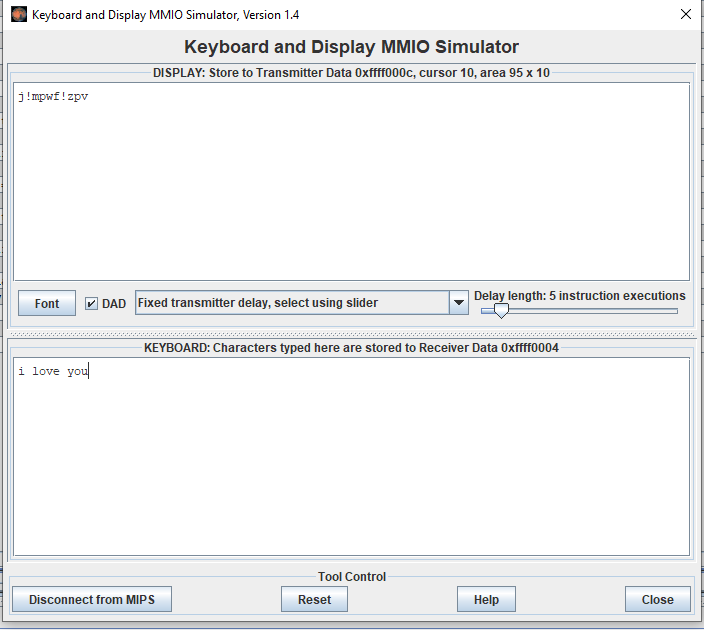 Keyboard and Display MMIO Simulator, Version 1.4
Keyboard and Display MMIO Simulator
DISPLAY: Store to Transmitter Data 0xffff000c, cursor 10, area 95 x 10
j!mpwf!zpv
Font
DAD
Fixed transmitter delay, select using slider
Delay length: 5 instruction executions
KEYBOARD: Characters typed here are stored to Receiver Data 0xffff0004
i love you
Tool Control
Disconnect from MIPS
Reset
Help
Close